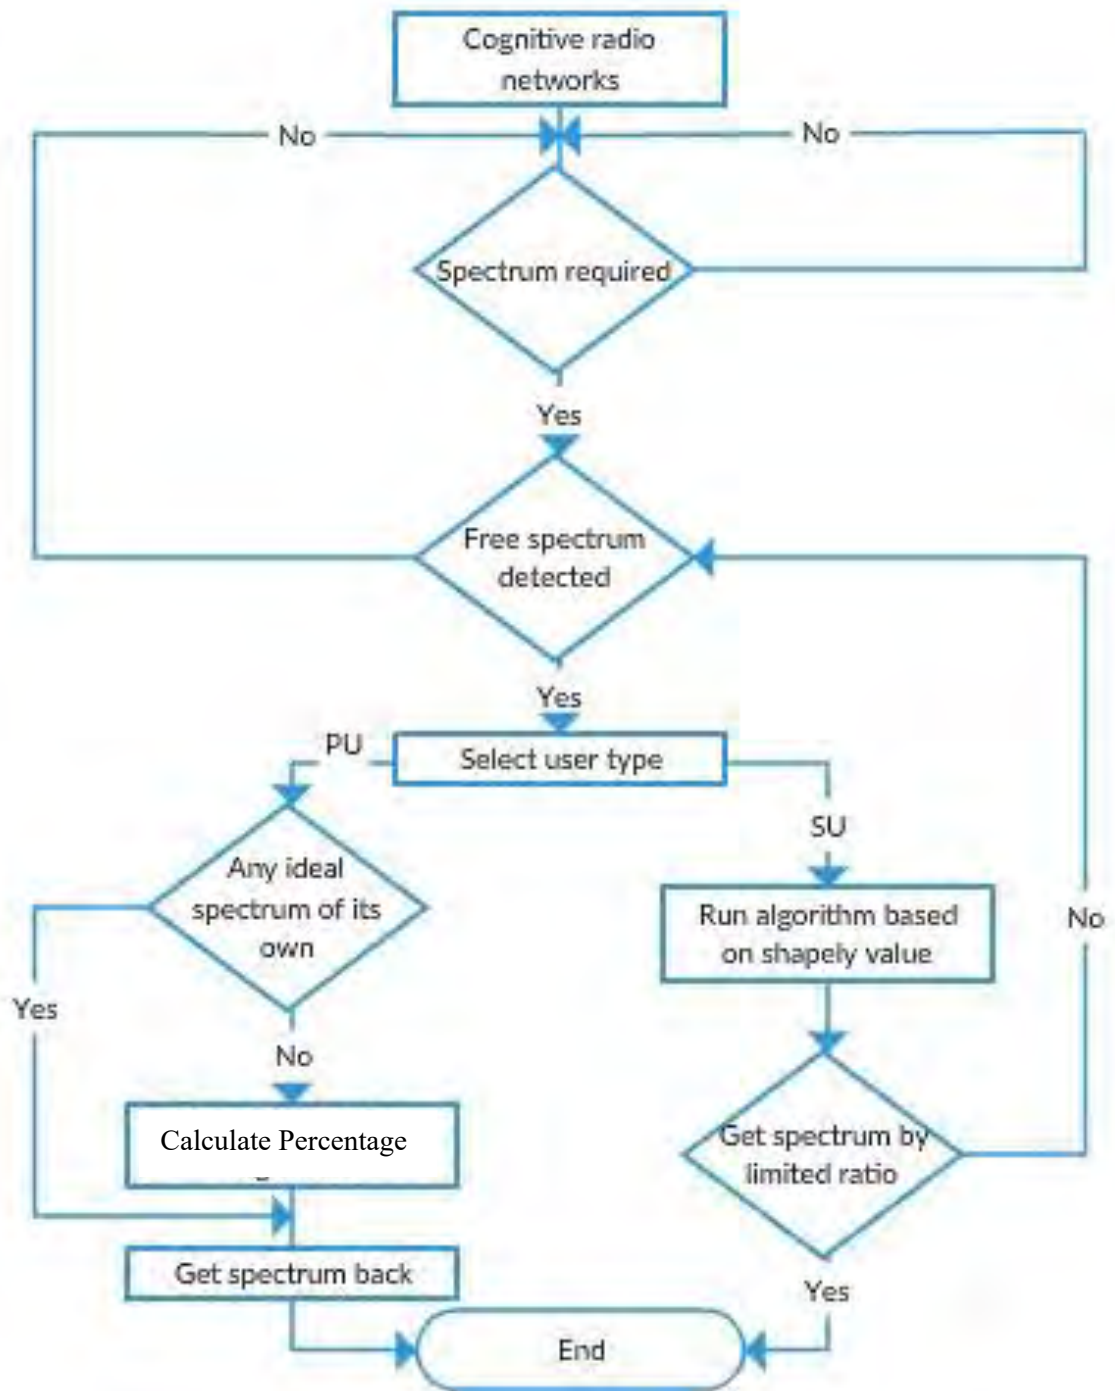 Cognitive radio
networks
No
No
Spectrum required
Yes
Free spectrum
detected
Yes
PU
Select user type
SU
Any ideal
spectrum of its
own
Run algorithm based
on shapely value
No
Yes
No
Calculate Percentage
Get spectrum by
limited ratio
Get spectrum back
Yes
End